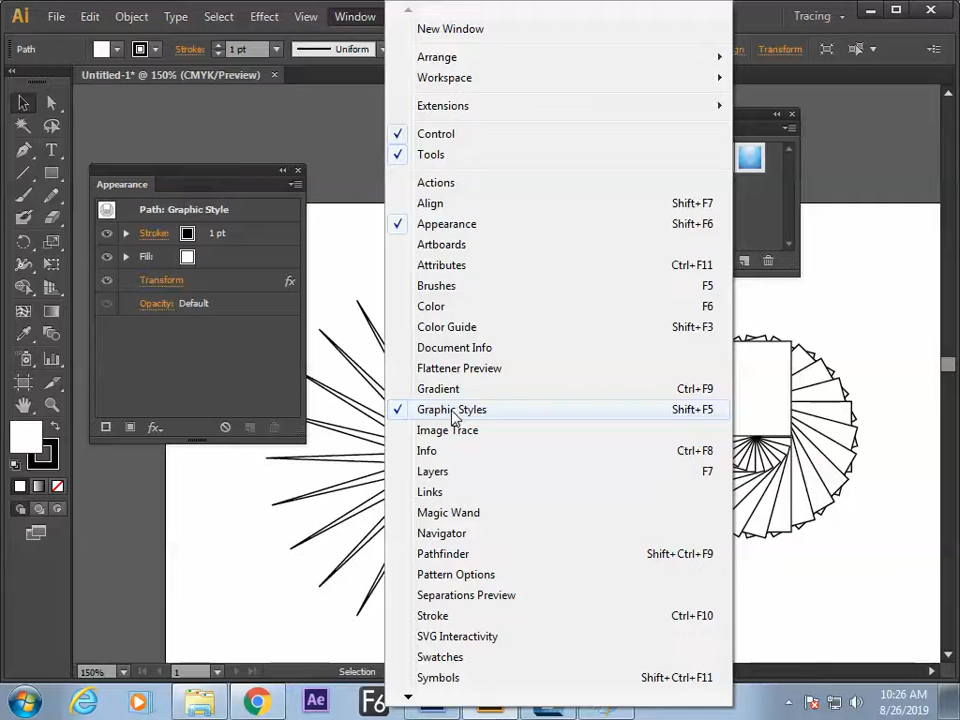 Ai File Edit Object Type Select Effect View Window Tracing
Path Stroke: 1 pt Uniform Transform
Untitled-1* @ 150% (CMYK/Preview)
New Window
Arrange
Workspace
Extensions
Control
Tools
Actions
Align Shift+F7
Appearance Shift+F6
Artboards
Attributes Ctrl+F11
Brushes F5
Color F6
Color Guide Shift+F3
Document Info
Flattener Preview
Gradient Ctrl+F9
Graphic Styles Shift+F5
Image Trace
Info Ctrl+F8
Layers F7
Links
Magic Wand
Navigator
Pathfinder Shift+Ctrl+F9
Pattern Options
Separations Preview
Stroke Ctrl+F10
SVG Interactivity
Swatches
Symbols Shift+Ctrl+F11
Appearance
Path: Graphic Style
Stroke: 1 pt
Fill:
Transform fx
Opacity: Default
fx
150% 1 Selection
Ae F6
10:26 AM
8/26/2019